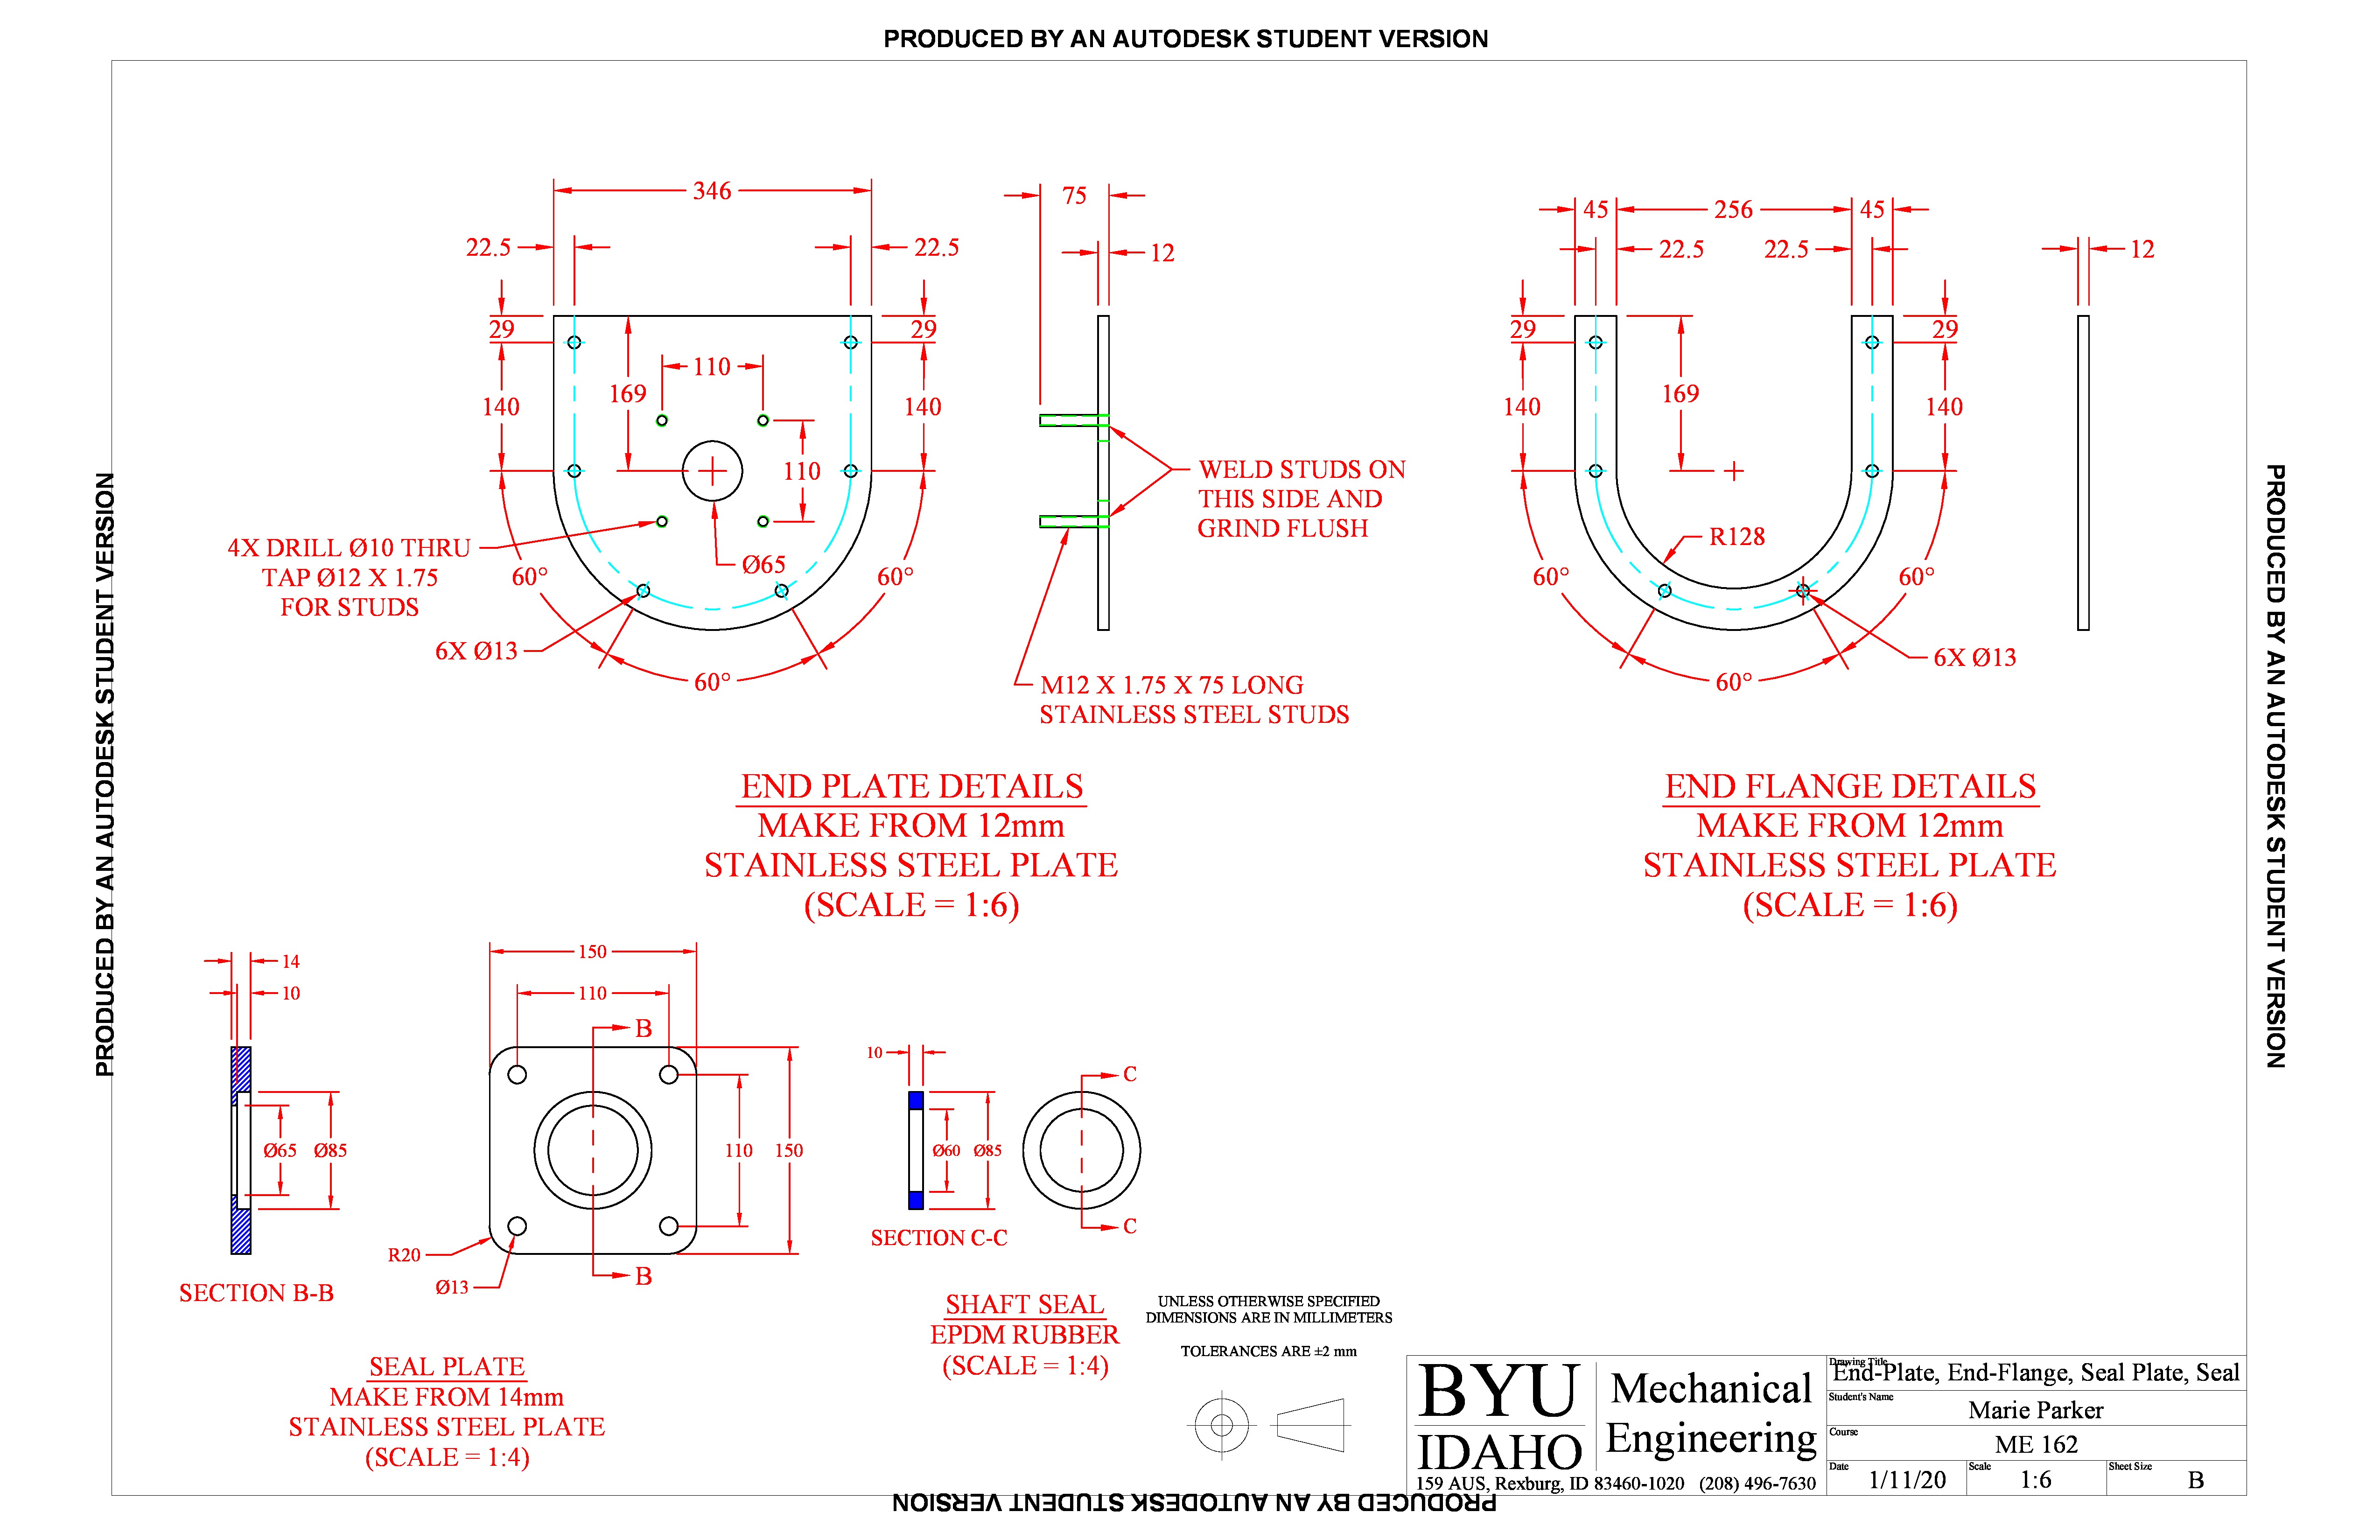 PRODUCED BY AN AUTODESK STUDENT VERSION
PRODUCED BY AN AUTODESK STUDENT VERSION
PRODUCED BY AN AUTODESK STUDENT VERSION
346
22.5
22.5
29
29
140
140
169
110
110
Ø65
60°
60°
60°
4X DRILL Ø10 THRU
TAP Ø12 X 1.75
FOR STUDS
6X Ø13
75
12
WELD STUDS ON
THIS SIDE AND
GRIND FLUSH
M12 X 1.75 X 75 LONG
STAINLESS STEEL STUDS
END PLATE DETAILS
MAKE FROM 12mm
STAINLESS STEEL PLATE
(SCALE = 1:6)
45
256
45
22.5
22.5
12
29
29
140
140
169
R128
60°
60°
60°
6X Ø13
END FLANGE DETAILS
MAKE FROM 12mm
STAINLESS STEEL PLATE
(SCALE = 1:6)
14
10
Ø65
Ø85
SECTION B-B
150
110
B
110
150
R20
Ø13
B
SEAL PLATE
MAKE FROM 14mm
STAINLESS STEEL PLATE
(SCALE = 1:4)
10
Ø60
Ø85
SECTION C-C
C
C
SHAFT SEAL
EPDM RUBBER
(SCALE = 1:4)
UNLESS OTHERWISE SPECIFIED
DIMENSIONS ARE IN MILLIMETERS
TOLERANCES ARE ±2 mm
BYU
IDAHO
Mechanical
Engineering
159 AUS, Rexburg, ID 83460-1020 (208) 496-7630
Drawing Title
End-Plate, End-Flange, Seal Plate, Seal
Student's Name
Marie Parker
Course
ME 162
Date
1/11/20
Scale
1:6
Sheet Size
B
PRODUCED BY AN AUTODESK STUDENT VERSION